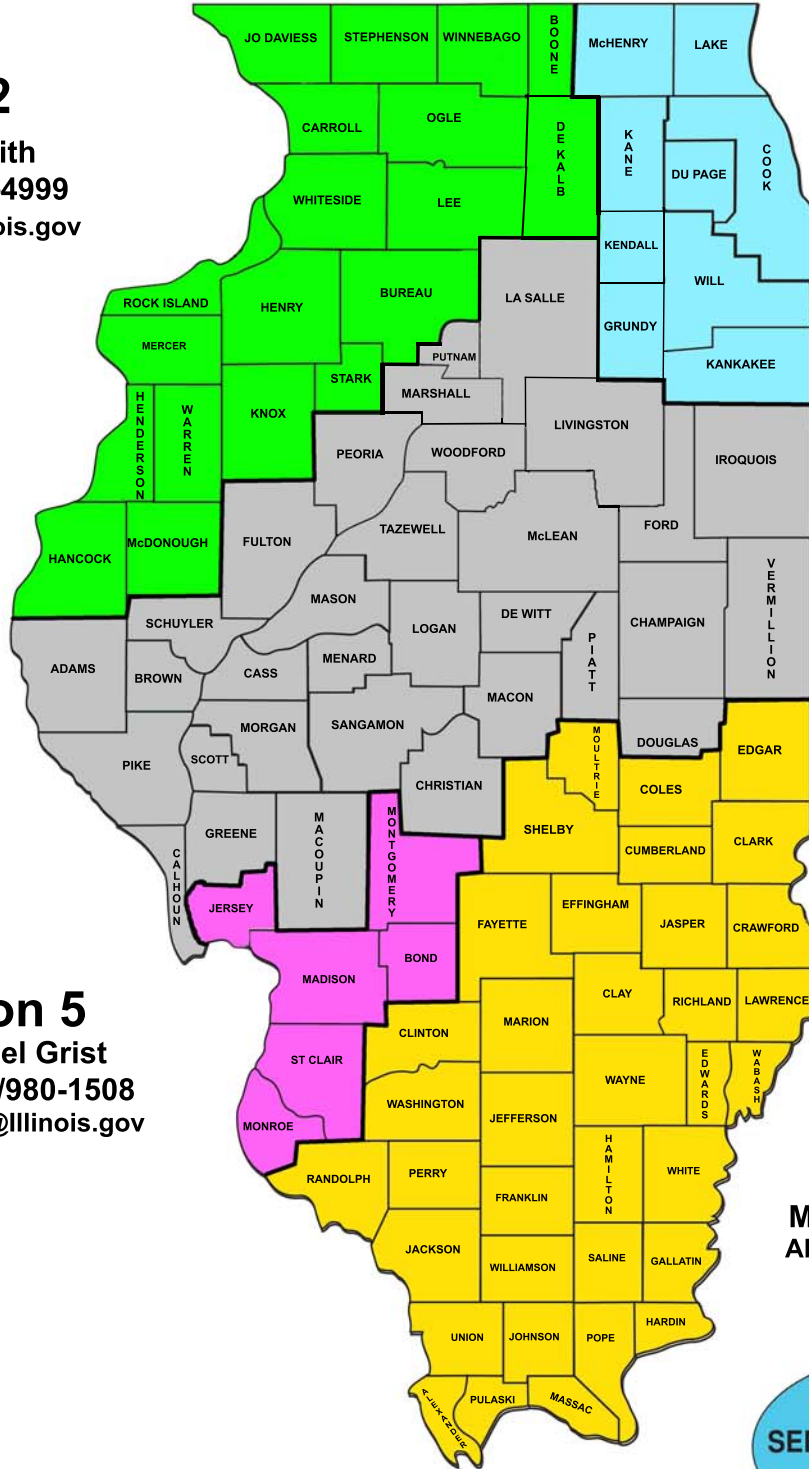 JO DAVIESS
STEPHENSON
WINNEBAGO
BOONE
McHENRY
LAKE
2
ith
4999
is.gov
CARROLL
OGLE
DE KALB
KANE
DU PAGE
COOK
WHITESIDE
LEE
KENDALL
WILL
ROCK ISLAND
HENRY
BUREAU
LA SALLE
GRUNDY
KANKAKEE
MERCER
PUTNAM
STARK
MARSHALL
HENDERSON
WARREN
KNOX
LIVINGSTON
PEORIA
WOODFORD
IROQUOIS
HANCOCK
McDONOUGH
FULTON
TAZEWELL
McLEAN
FORD
VERMILLION
MASON
SCHUYLER
LOGAN
DE WITT
CHAMPAIGN
ADAMS
BROWN
CASS
MENARD
PIATT
MACON
PIKE
SCOTT
MORGAN
SANGAMON
DOUGLAS
MOULTRIE
EDGAR
CHRISTIAN
COLES
GREENE
MACOUPIN
MONTGOMERY
SHELBY
CUMBERLAND
CLARK
CALHOUN
JERSEY
FAYETTE
EFFINGHAM
JASPER
CRAWFORD
MADISON
BOND
CLAY
RICHLAND
LAWRENCE
on 5
el Grist
/980-1508
@Illinois.gov
CLINTON
MARION
ST CLAIR
WAYNE
EDWARDS
WABASH
MONROE
WASHINGTON
JEFFERSON
HAMILTON
WHITE
RANDOLPH
PERRY
FRANKLIN
JACKSON
WILLIAMSON
SALINE
GALLATIN
UNION
JOHNSON
POPE
HARDIN
ALEXANDER
PULASKI
MASSAC
M
SE